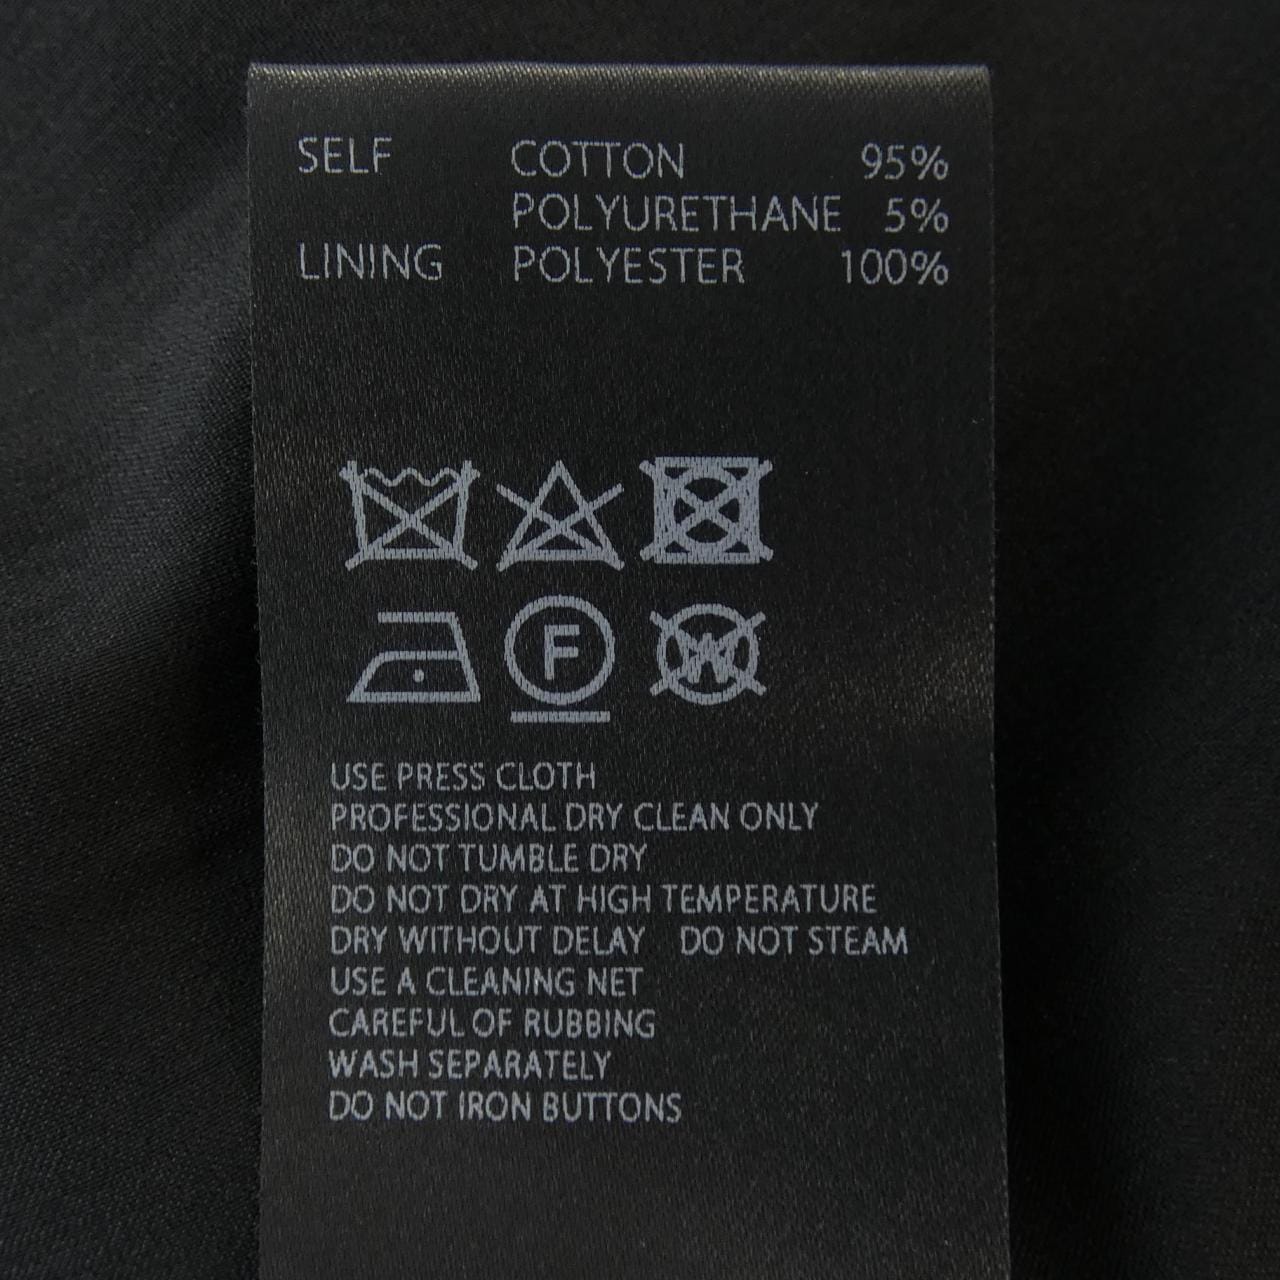 SELF COTTON 95%
POLYURETHANE 5%
LINING POLYESTER 100%
F W
USE PRESS CLOTH
PROFESSIONAL DRY CLEAN ONLY
DO NOT TUMBLE DRY
DO NOT DRY AT HIGH TEMPERATURE
DRY WITHOUT DELAY DO NOT STEAM
USE A CLEANING NET
CAREFUL OF RUBBING
WASH SEPARATELY
DO NOT IRON BUTTONS